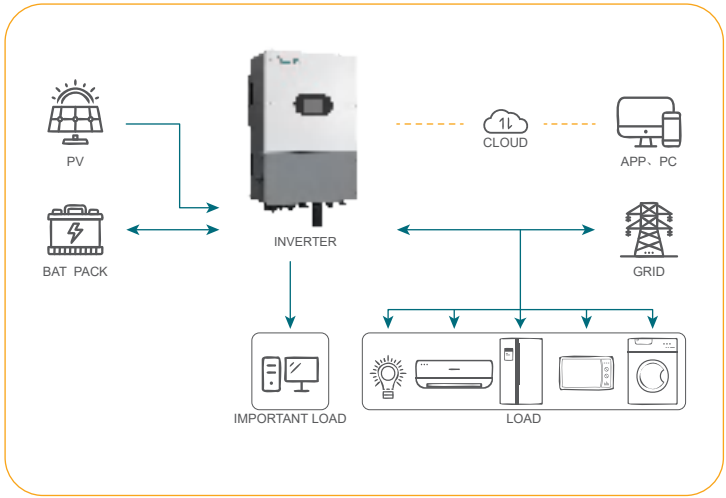 PV
CLOUD
APP、PC
BAT PACK
INVERTER
GRID
IMPORTANT LOAD
LOAD